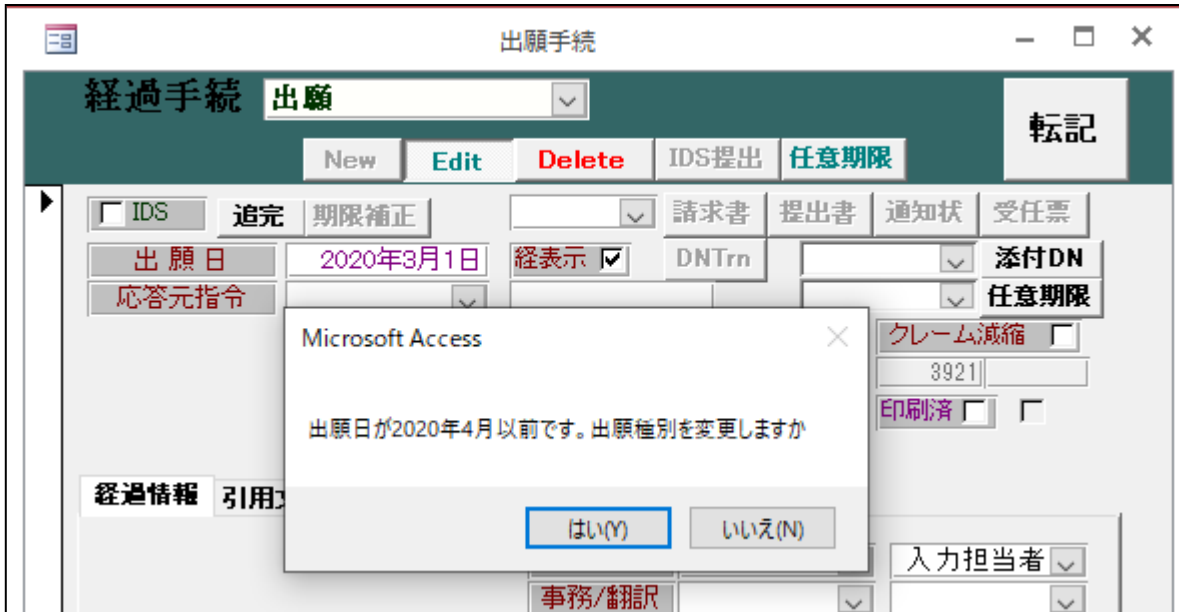 出願手続
経過手続 出願
転記
New Edit Delete IDS提出 任意期限
IDS 追完 期限補正 請求書 提出書 通知状 受任票
出願日 2020年3月1日 経表示 DNTrn 添付DN
応答元指令 任意期限
Microsoft Access
クレーム減縮
3921
出願日が2020年4月以前です。出願種別を変更しますか
印刷済
経過情報 引用
はい(Y) いいえ(N)
入力担当者
事務/翻訳